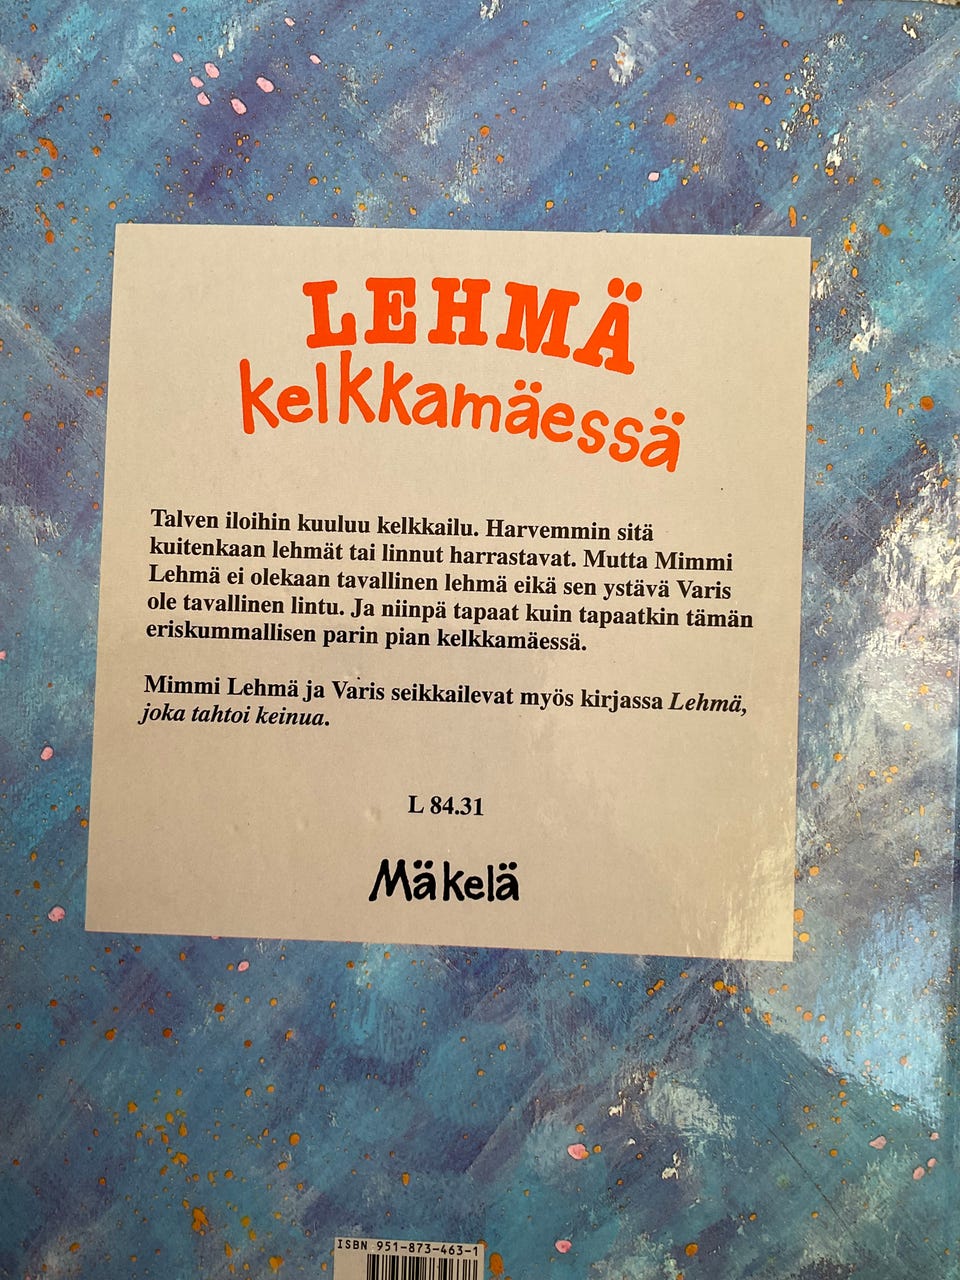 LEHMÄ
kelkkamäessä
Talven iloihin kuuluu kelkkailu. Harvemmin sitä
kuitenkaan lehmät tai linnut harrastavat. Mutta Mimmi
Lehmä ei olekaan tavallinen lehmä eikä sen ystävä Varis
ole tavallinen lintu. Ja niinpä tapaat kuin tapaatkin tämän
eriskummallisen parin pian kelkkamäessä.
Mimmi Lehmä ja Varis seikkailevat myös kirjassa Lehmä,
joka tahtoi keinua.
L 84.31
Mäkelä
ISBN 951-873-463-1